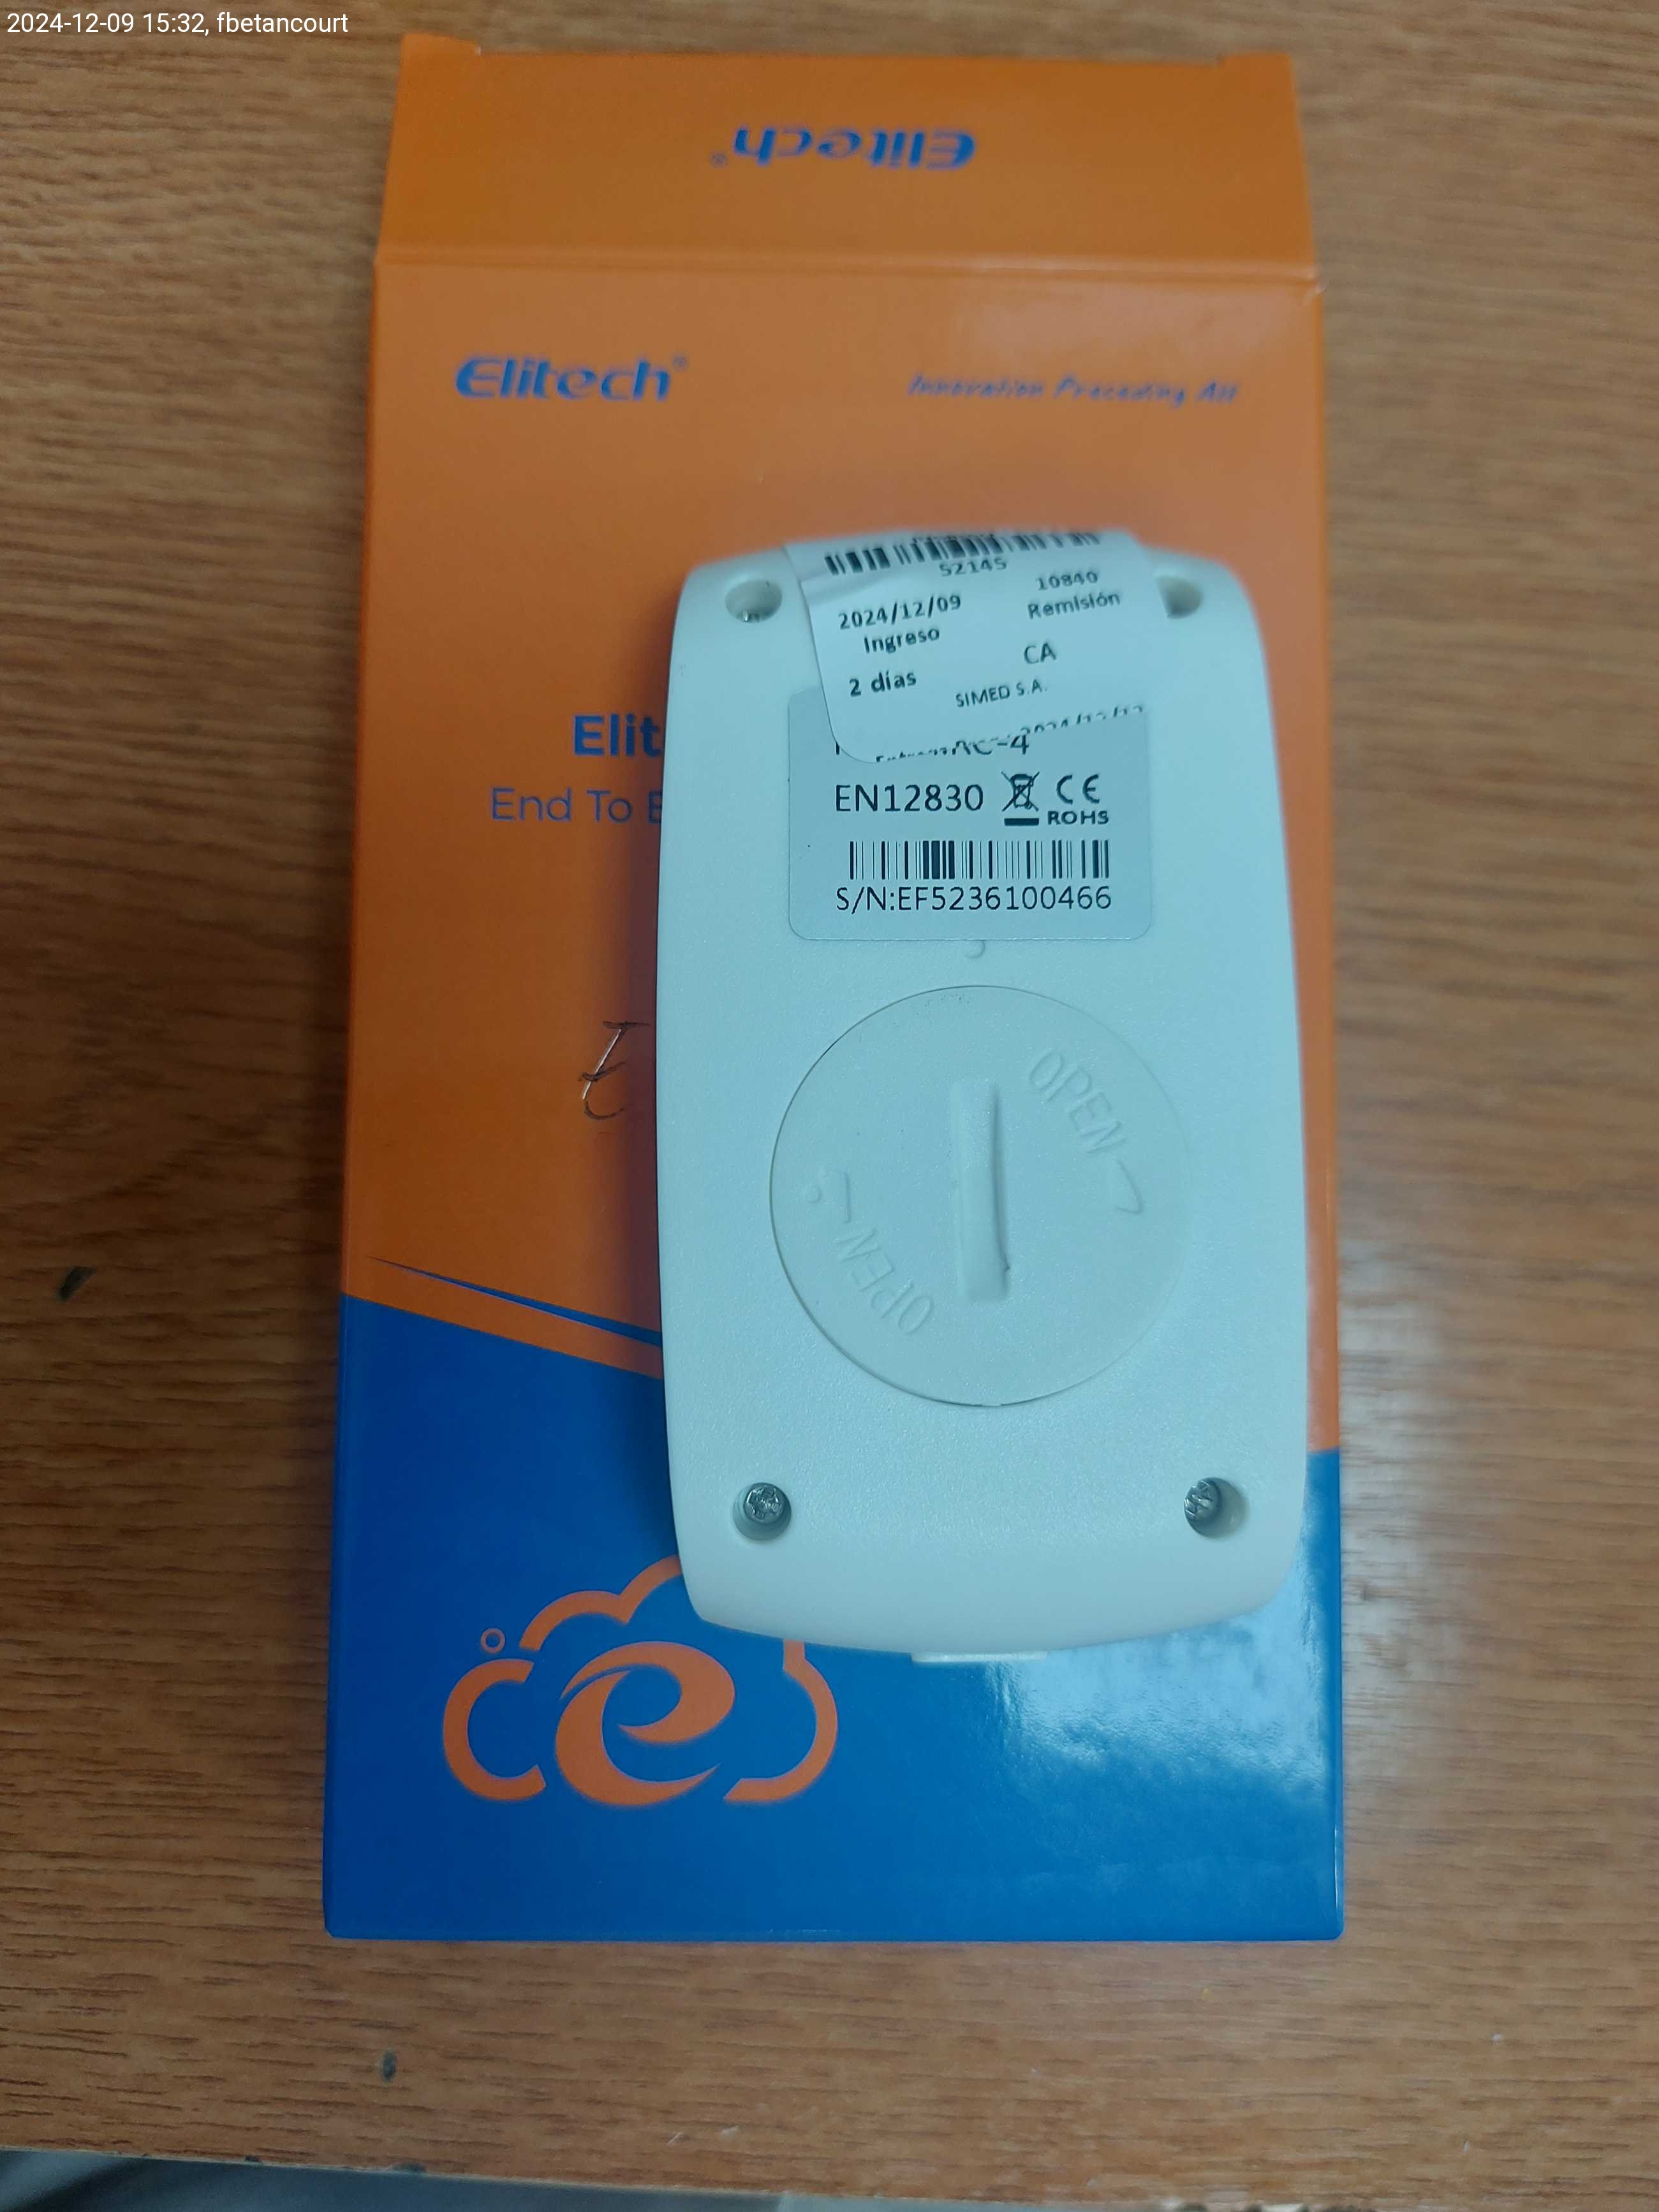 2024-12-09 15:32, fbetancourt
Elitech®
Elitech®
Innovation Preceding All
52145
2024/12/09
10840
Ingreso
Remisión
2 días
CA
SIMED S.A.
Elit
End To E
C-4
EN12830 CE
ROHS
S/N:EF5236100466
OPEN
OPEN